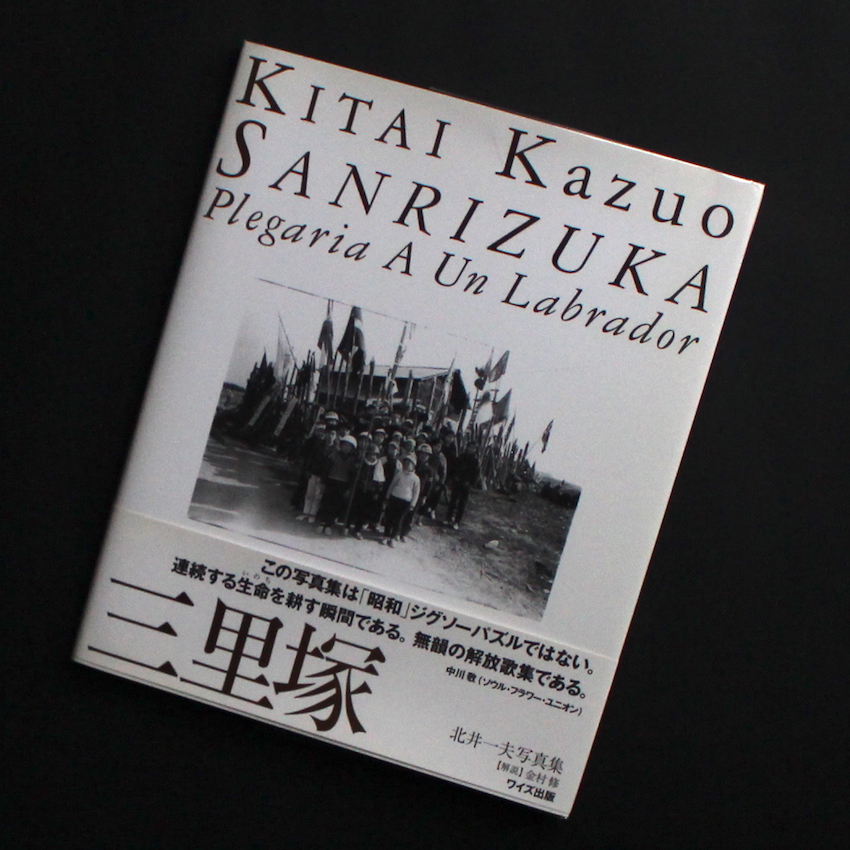 KITAI Kazuo
SANRIZUKA
Plegaria A Un Labrador
この写真集は「昭和」ジグソーパズルではない。
連続する生命を耕す瞬間である。無韻の解放歌集である。
いのち
中川 敬 (ソウル・フラワー・ユニオン)
三里塚
北井一夫写真集
【解説】金村 修
ワイズ出版